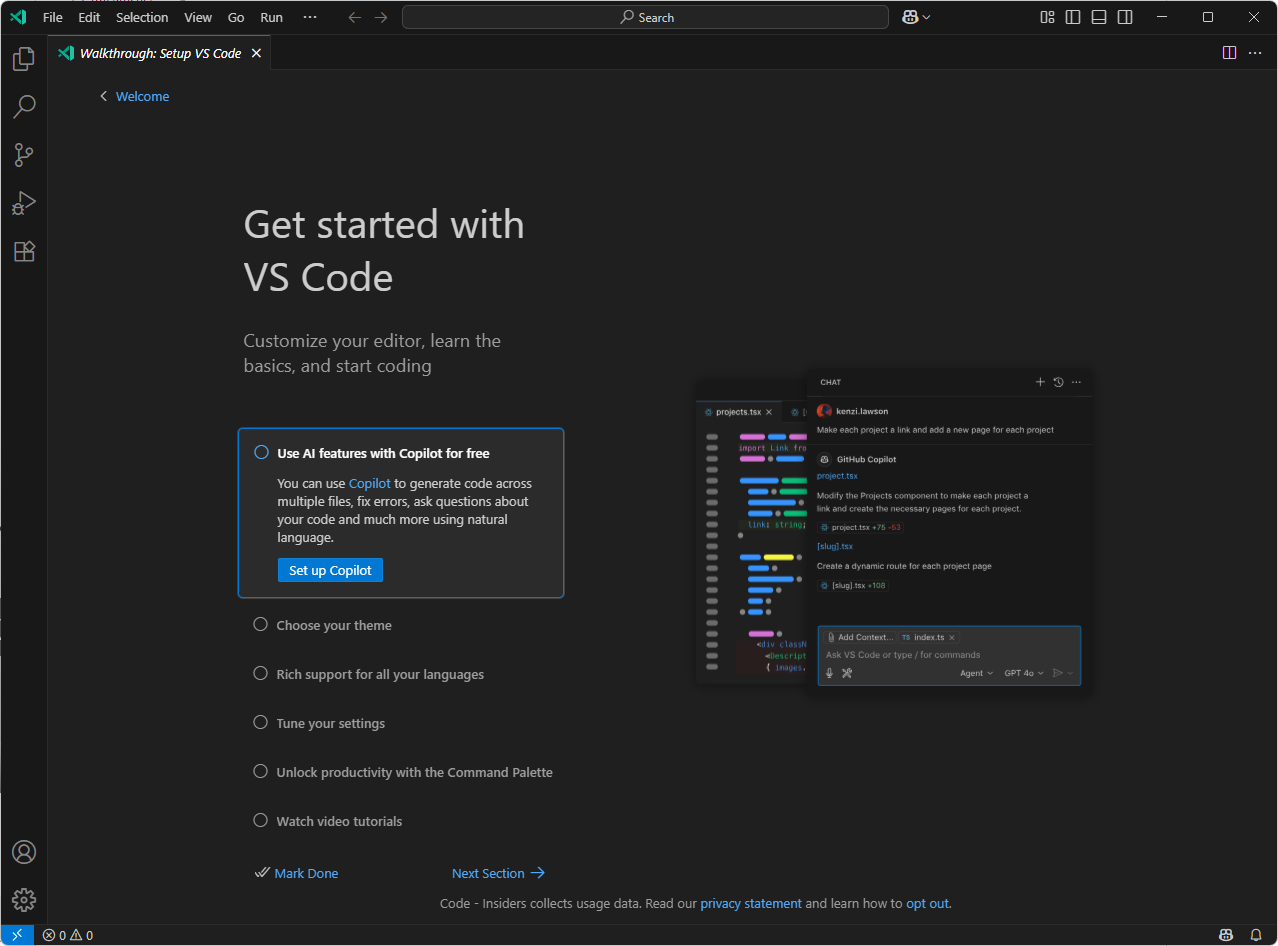 File Edit Selection View Go Run ··· Search
Walkthrough: Setup VS Code
Welcome
Get started with
VS Code
Customize your editor, learn the
basics, and start coding
Use AI features with Copilot for free
You can use Copilot to generate code across
multiple files, fix errors, ask questions about
your code and much more using natural
language.
Set up Copilot
Choose your theme
Rich support for all your languages
Tune your settings
Unlock productivity with the Command Palette
Watch video tutorials
Mark Done
Next Section
projects.tsx
import Link
link: string;
<div
{ images,
CHAT
kenzi.lawson
Make each project a link and add a new page for each project
GitHub Copilot
project.tsx
Modify the Projects component to make each project a
link and create the necessary pages for each project.
project.tsx +75 -53
[slug].tsx
Create a dynamic route for each project page
[slug].tsx +108
Add Context... TS index.ts
Ask VS Code or type / for commands
Agent GPT 4o
Code - Insiders collects usage data. Read our privacy statement and learn how to opt out.
0 0